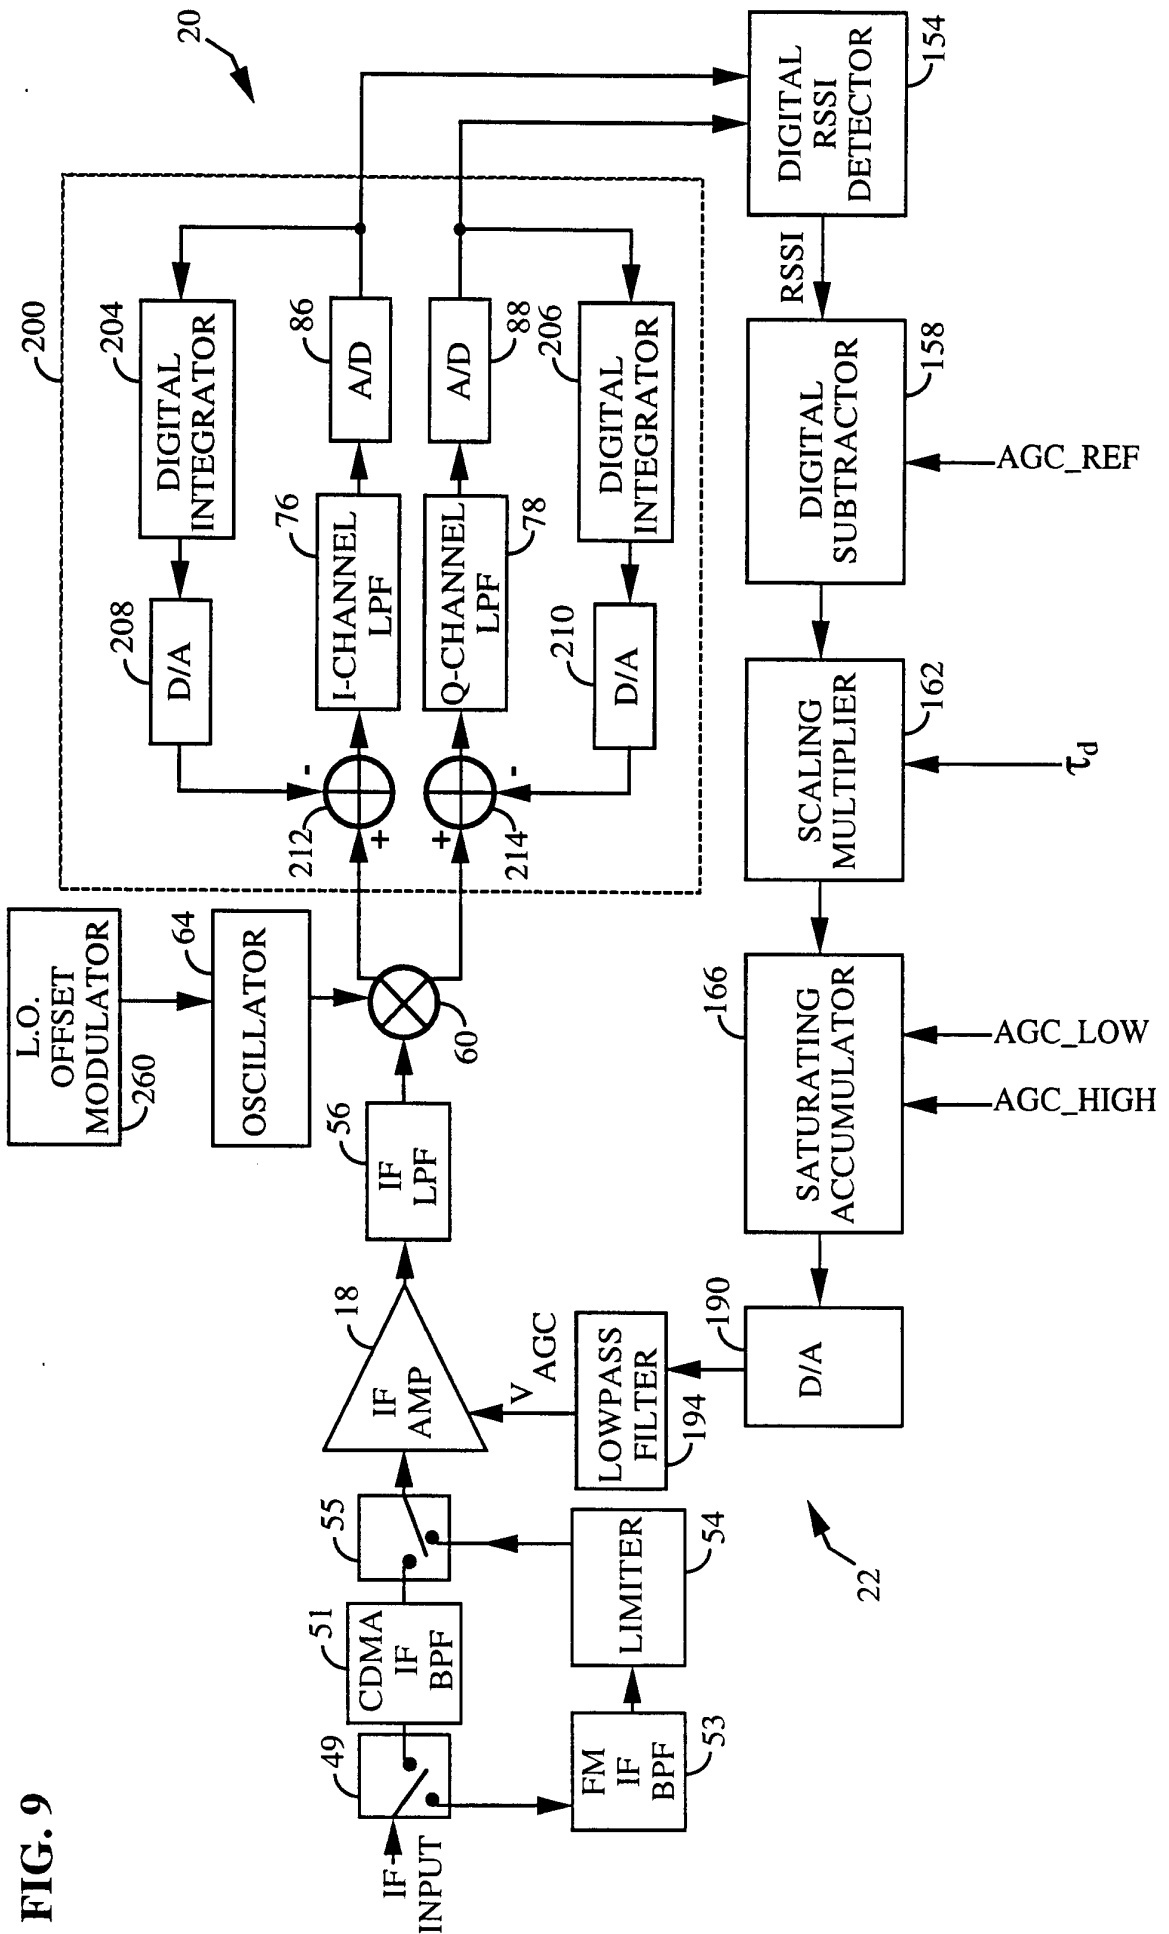 FIG. 9
IF
INPUT
49
CDMA
IF
BPF
51
55
FM
IF
BPF
53
LIMITER
54
IF
AMP
18
V AGC
LOWPASS
FILTER
194
IF
LPF
56
L.O.
OFFSET
MODULATOR
260
OSCILLATOR
64
60
200
20
212
+
-
214
+
-
D/A
208
DIGITAL
INTEGRATOR
204
I-CHANNEL
LPF
76
A/D
86
Q-CHANNEL
LPF
78
A/D
88
D/A
210
DIGITAL
INTEGRATOR
206
DIGITAL
RSSI
DETECTOR
154
RSSI
DIGITAL
SUBTRACTOR
158
AGC_REF
SCALING
MULTIPLIER
162
τd
SATURATING
ACCUMULATOR
166
AGC_LOW
AGC_HIGH
D/A
190
22